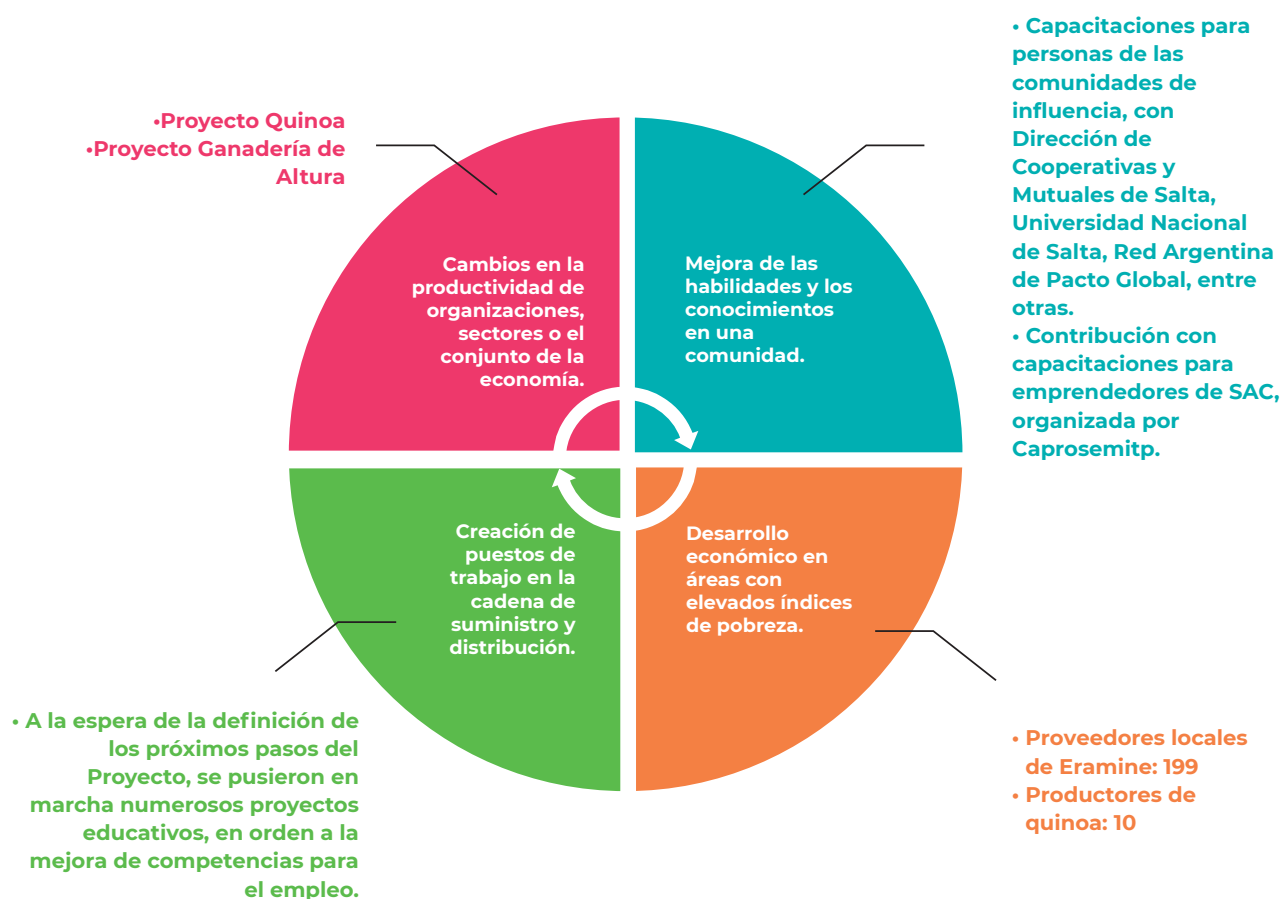 •Proyecto Quinoa
•Proyecto Ganadería de
Altura
Cambios en la
productividad de
organizaciones,
sectores o el
conjunto de la
economía.
Mejora de las
habilidades y los
conocimientos
en una
comunidad.
• Capacitaciones para
personas de las
comunidades de
influencia, con
Dirección de
Cooperativas y
Mutuales de Salta,
Universidad Nacional
de Salta, Red Argentina
de Pacto Global, entre
otras.
• Contribución con
capacitaciones para
emprendedores de SAC,
organizada por
Caprosemitp.
Creación de
puestos de
trabajo en la
cadena de
suministro y
distribución.
Desarrollo
económico en
áreas con
elevados índices
de pobreza.
• A la espera de la definición de
los próximos pasos del
Proyecto, se pusieron en
marcha numerosos proyectos
educativos, en orden a la
mejora de competencias para
el empleo.
• Proveedores locales
de Eramine: 199
• Productores de
quinoa: 10